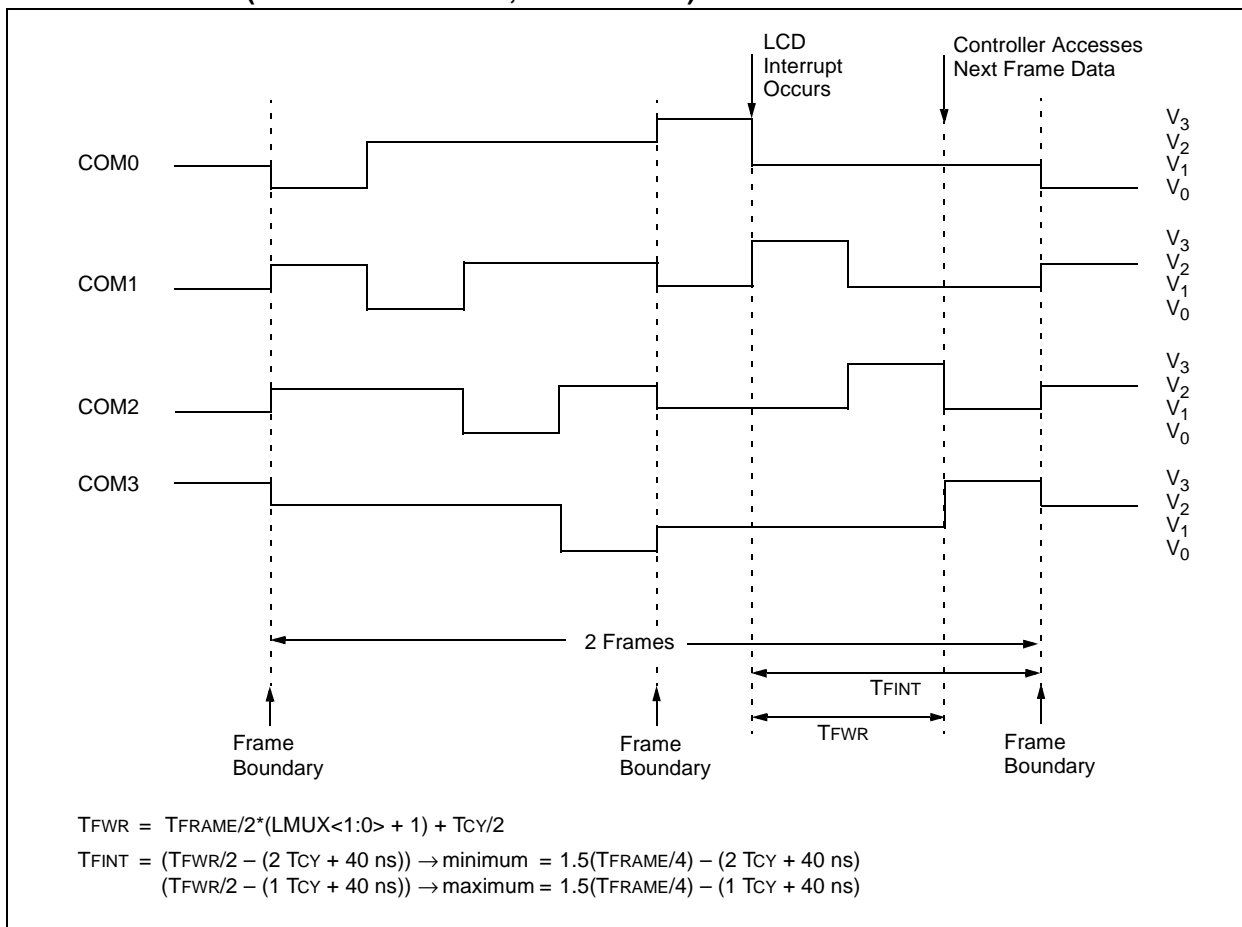 LCD
Interrupt
Occurs
Controller Accesses
Next Frame Data
COM0
V3
V2
V1
V0
COM1
V3
V2
V1
V0
COM2
V3
V2
V1
V0
COM3
V3
V2
V1
V0
2 Frames
TFINT
TFWR
Frame
Boundary
Frame
Boundary
Frame
Boundary
TFWR = TFRAME/2*(LMUX<1:0> + 1) + TCY/2
TFINT = (TFWR/2 – (2 TCY + 40 ns)) → minimum = 1.5(TFRAME/4) – (2 TCY + 40 ns)
(TFWR/2 – (1 TCY + 40 ns)) → maximum = 1.5(TFRAME/4) – (1 TCY + 40 ns)